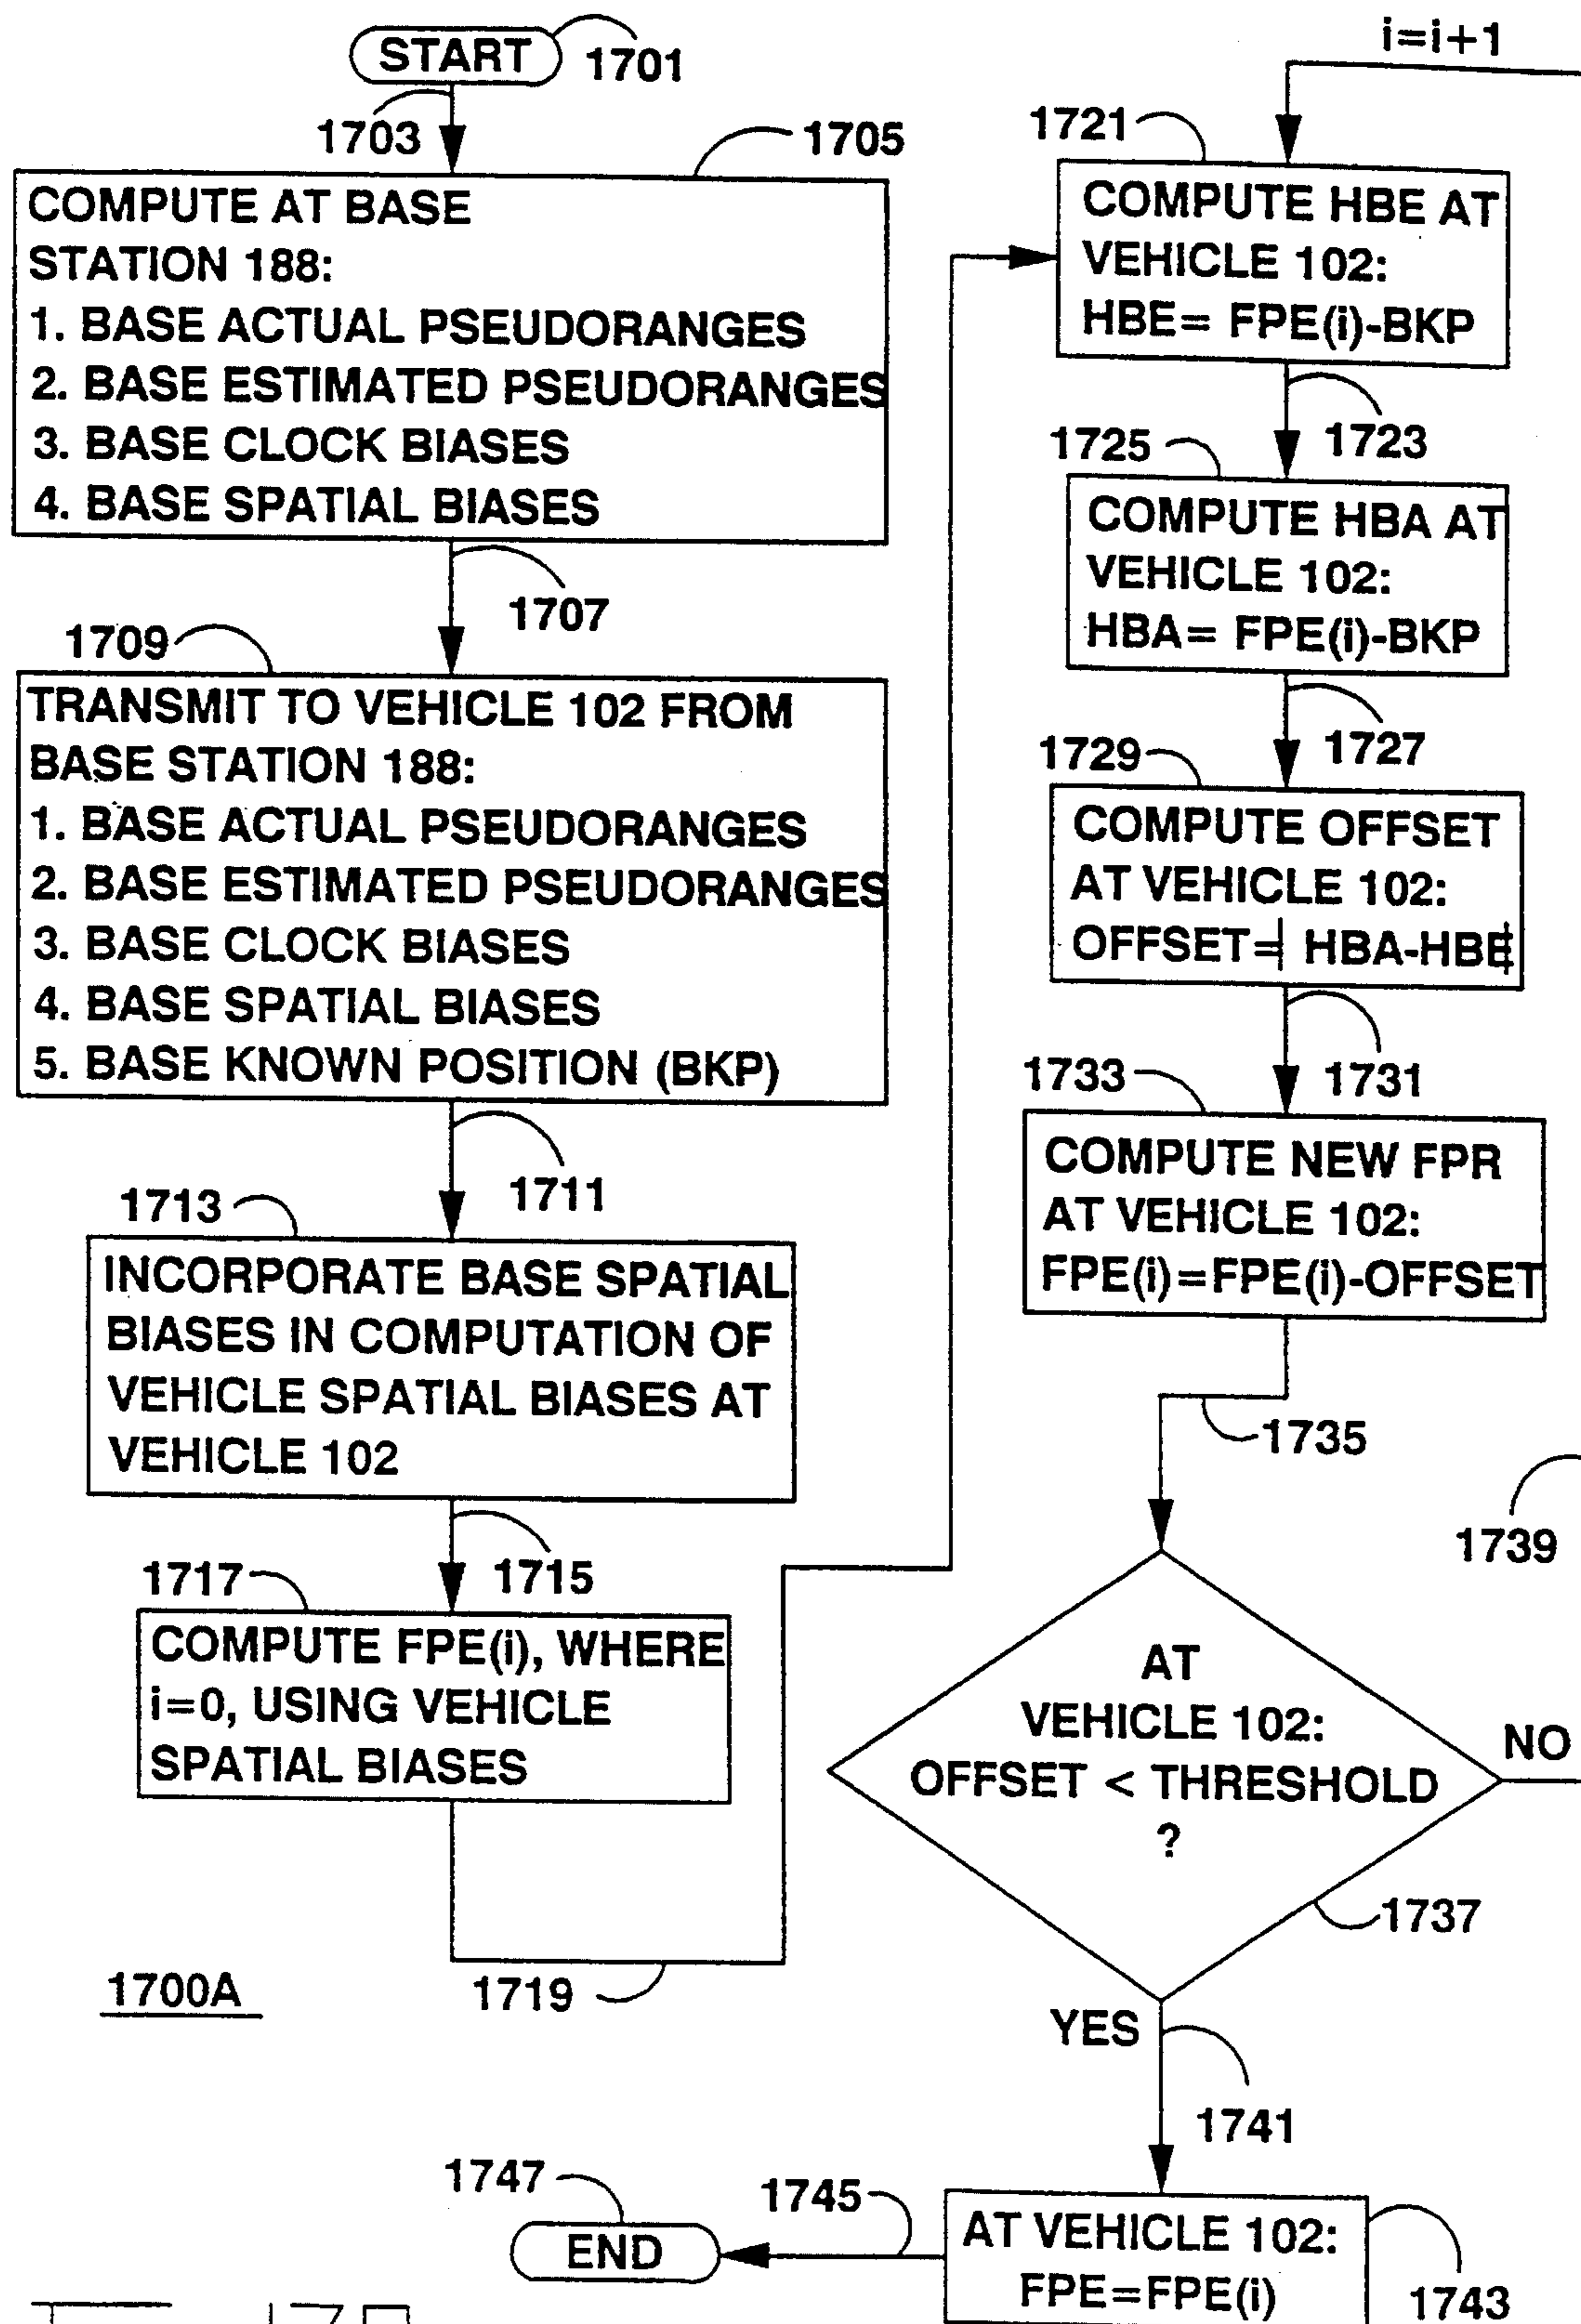 START
1701
1703
1705
COMPUTE AT BASE
STATION 188:
1. BASE ACTUAL PSEUDORANGES
2. BASE ESTIMATED PSEUDORANGES
3. BASE CLOCK BIASES
4. BASE SPATIAL BIASES
1707
1709
TRANSMIT TO VEHICLE 102 FROM
BASE STATION 188:
1. BASE ACTUAL PSEUDORANGES
2. BASE ESTIMATED PSEUDORANGES
3. BASE CLOCK BIASES
4. BASE SPATIAL BIASES
5. BASE KNOWN POSITION (BKP)
1711
1713
INCORPORATE BASE SPATIAL
BIASES IN COMPUTATION OF
VEHICLE SPATIAL BIASES AT
VEHICLE 102
1715
1717
COMPUTE FPE(i), WHERE
i=0, USING VEHICLE
SPATIAL BIASES
1719
1700A
i=i+1
1721
COMPUTE HBE AT
VEHICLE 102:
HBE= FPE(i)-BKP
1723
1725
COMPUTE HBA AT
VEHICLE 102:
HBA= FPE(i)-BKP
1727
1729
COMPUTE OFFSET
AT VEHICLE 102:
OFFSET=| HBA-HBE|
1731
1733
COMPUTE NEW FPR
AT VEHICLE 102:
FPE(i)=FPE(i)-OFFSET
1735
1739
AT
VEHICLE 102:
OFFSET < THRESHOLD
?
NO
1737
YES
1741
1747
1745
END
AT VEHICLE 102:
FPE=FPE(i)
1743